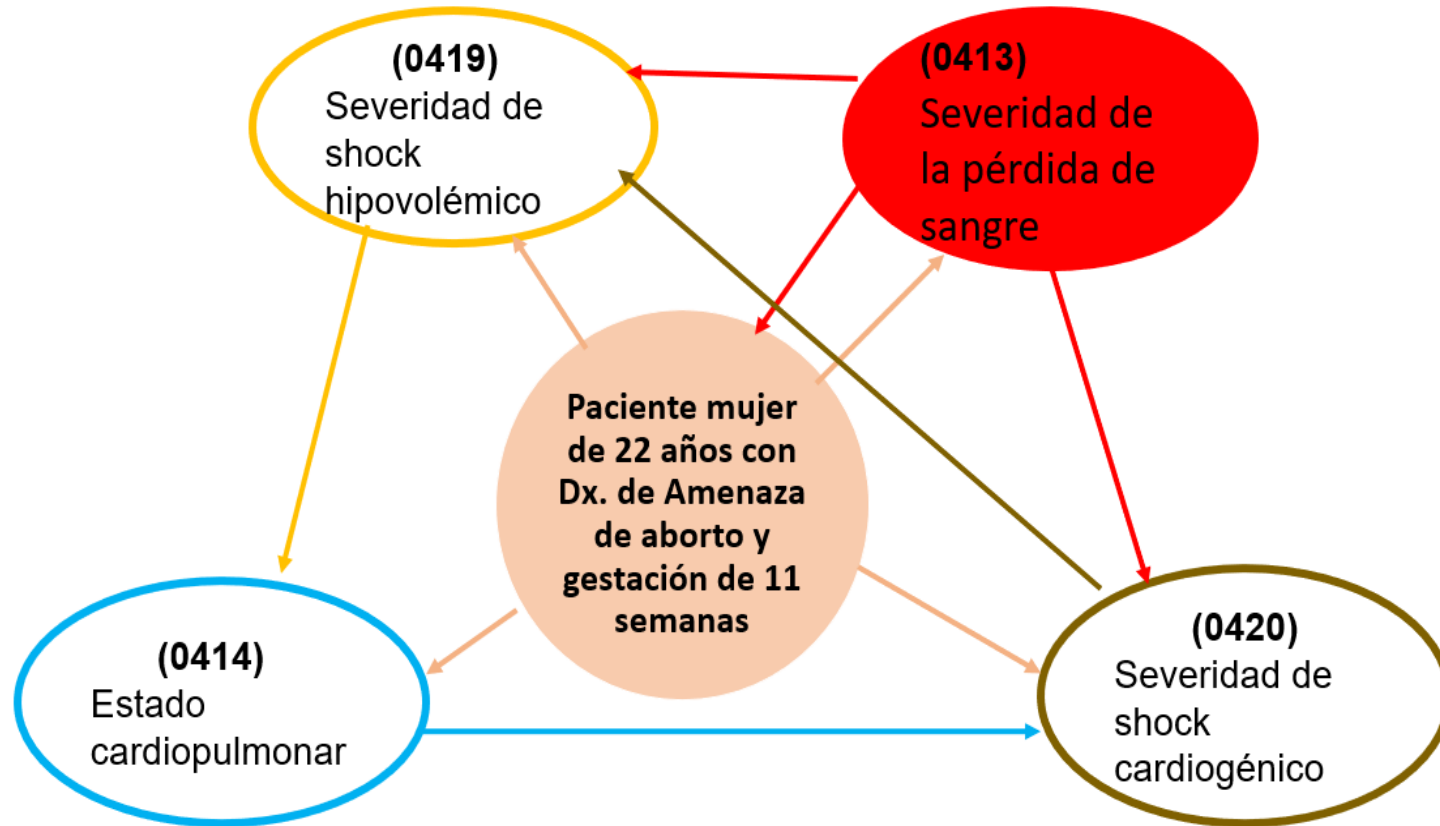 (0419)
Severidad de
shock
hipovolémico
(0413)
Severidad de
la pérdida de
sangre
Paciente mujer
de 22 años con
Dx. de Amenaza
de aborto y
gestación de 11
semanas
(0414)
Estado
cardiopulmonar
(0420)
Severidad de
shock
cardiogénico